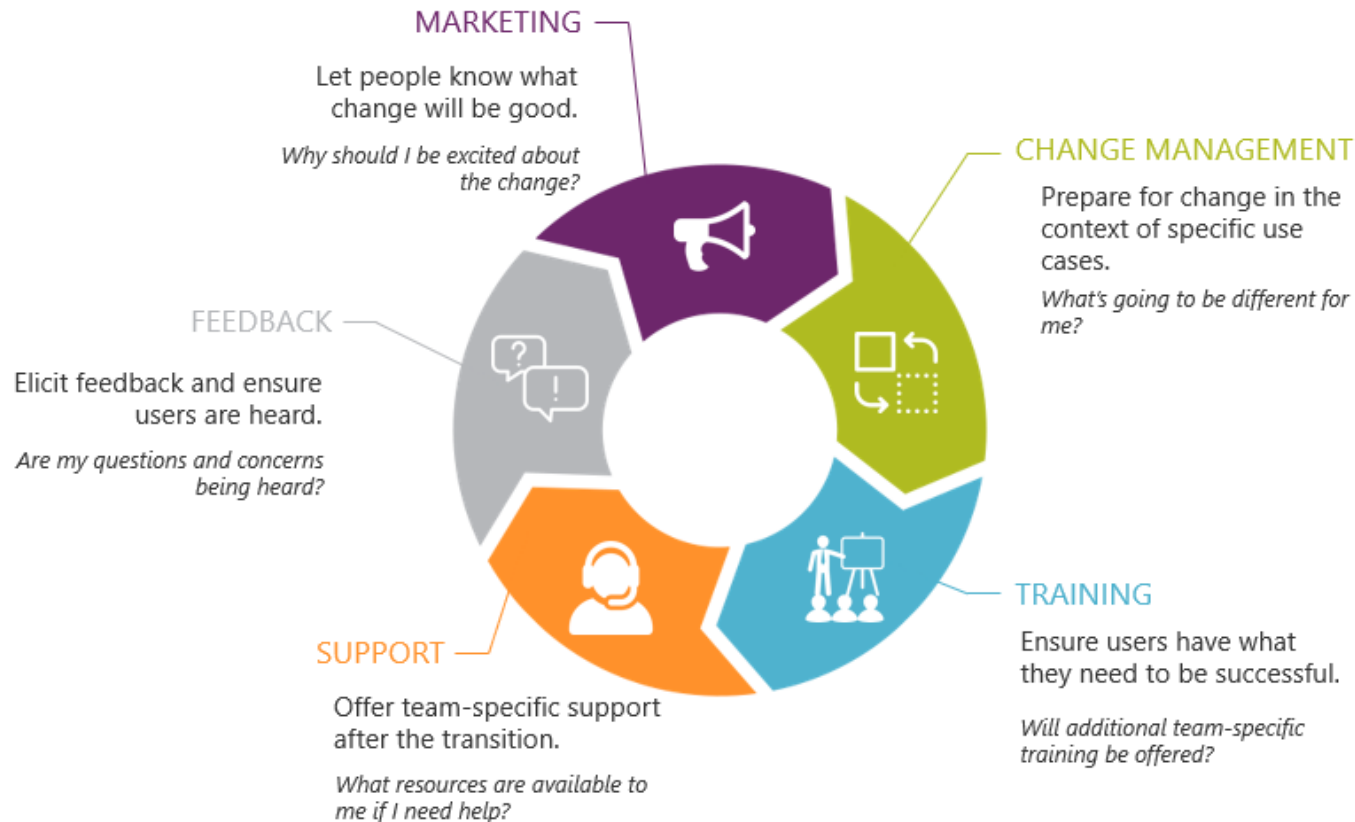 MARKETING
Let people know what
change will be good.
Why should I be excited about
the change?
CHANGE MANAGEMENT
Prepare for change in the
context of specific use
cases.
What's going to be different for
me?
TRAINING
Ensure users have what
they need to be successful.
Will additional team-specific
training be offered?
SUPPORT
Offer team-specific support
after the transition.
What resources are available to
me if I need help?
FEEDBACK
Elicit feedback and ensure
users are heard.
Are my questions and concerns
being heard?
?
!